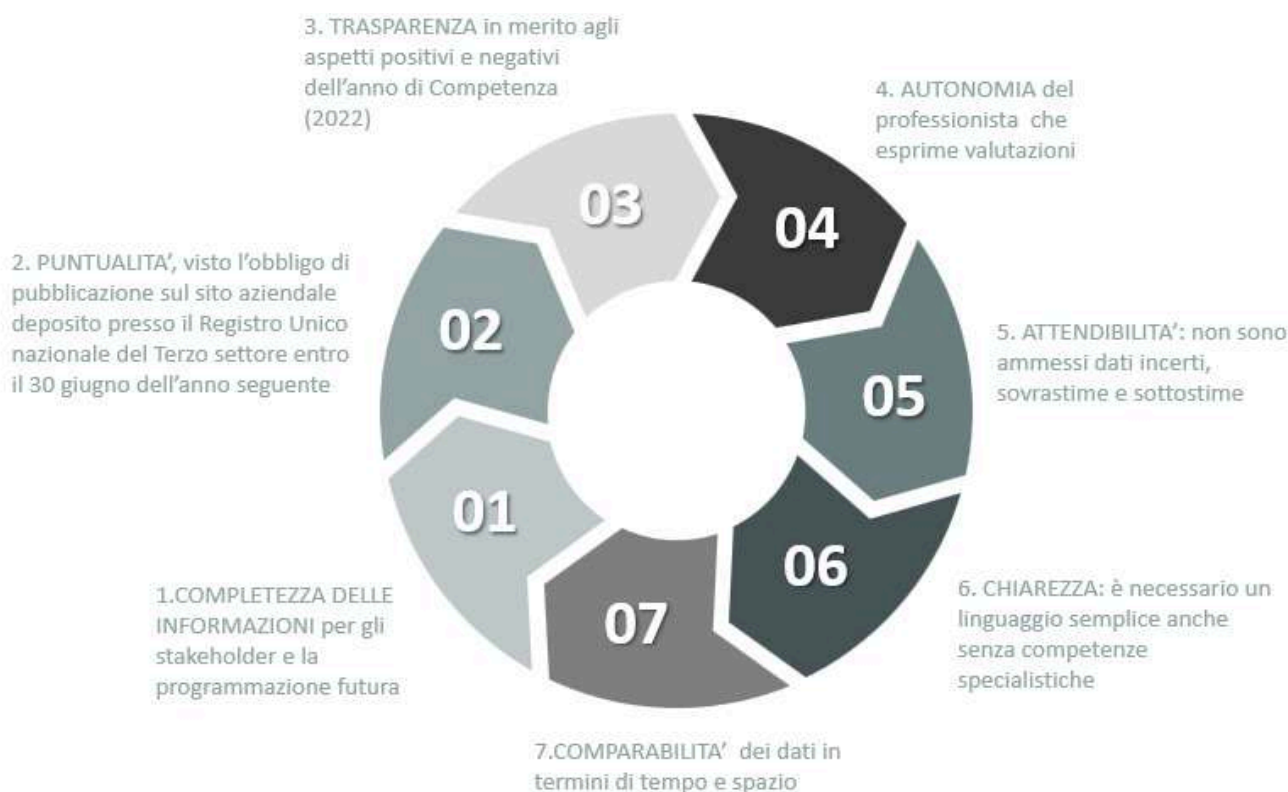 3. TRASPARENZA in merito agli
aspetti positivi e negativi
dell'anno di Competenza
(2022)
4. AUTONOMIA del
professionista che
esprime valutazioni
03
04
2. PUNTUALITA', visto l'obbligo di
pubblicazione sul sito aziendale
deposito presso il Registro Unico
nazionale del Terzo settore entro
il 30 giugno dell'anno seguente
02
05
5. ATTENDIBILITA': non sono
ammessi dati incerti,
sovrastime e sottostime
01
06
1.COMPLETEZZA DELLE
INFORMAZIONI per gli
stakeholder e la
programmazione futura
07
6. CHIAREZZA: è necessario un
linguaggio semplice anche
senza competenze
specialistiche
7.COMPARABILITA' dei dati in
termini di tempo e spazio